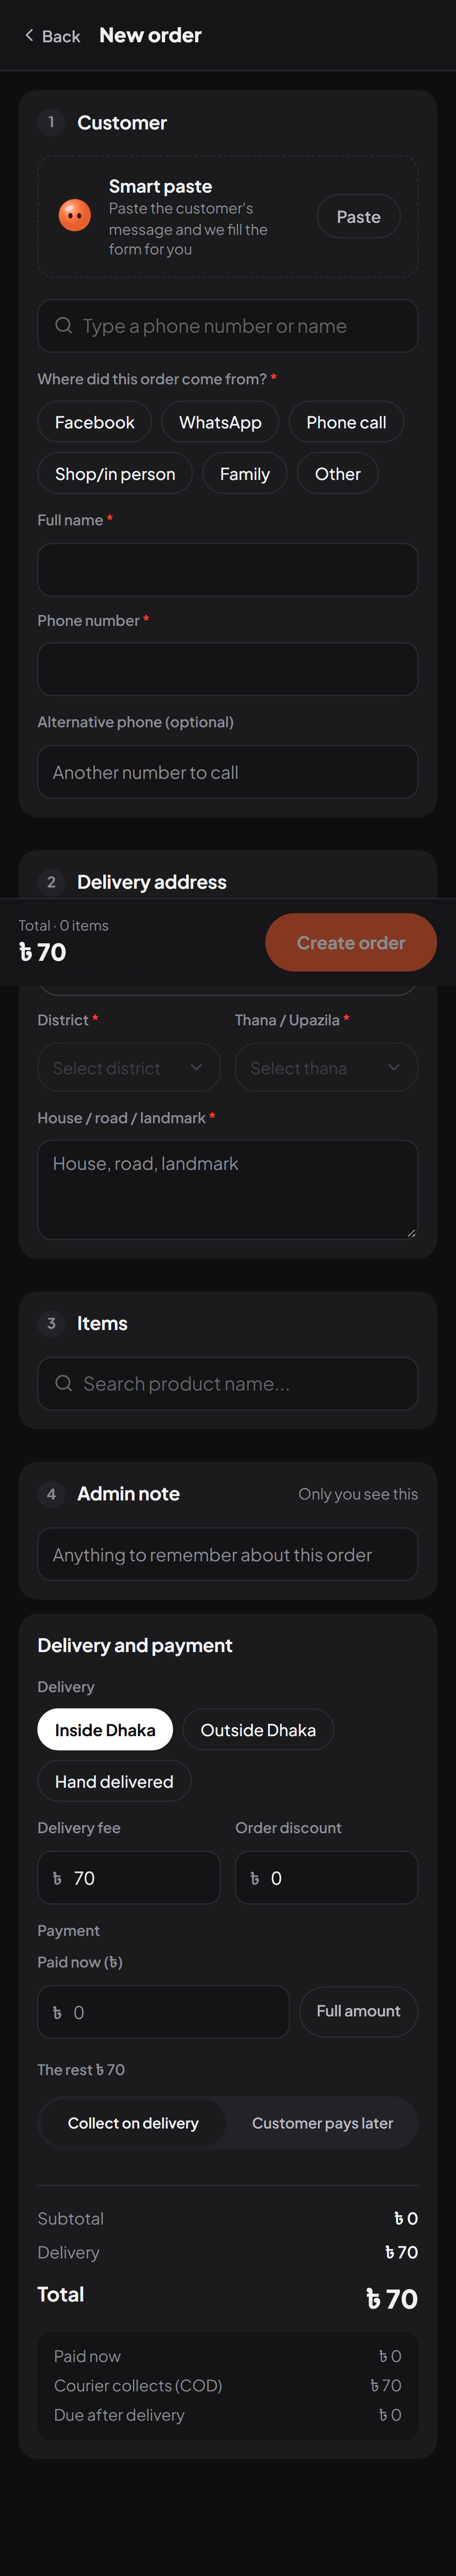 Back New order
1 Customer
Smart paste
Paste the customer's
message and we fill the
form for you
Paste
Type a phone number or name
Where did this order come from? *
Facebook WhatsApp Phone call
Shop/in person Family Other
Full name *
Phone number *
Alternative phone (optional)
Another number to call
2 Delivery address
Total · 0 items
৳ 70
Create order
District * Thana / Upazila *
Select district Select thana
House / road / landmark *
House, road, landmark
3 Items
Search product name...
4 Admin note Only you see this
Anything to remember about this order
Delivery and payment
Delivery
Inside Dhaka Outside Dhaka
Hand delivered
Delivery fee Order discount
৳ 70 ৳ 0
Payment
Paid now (৳)
৳ 0 Full amount
The rest ৳ 70
Collect on delivery Customer pays later
Subtotal ৳ 0
Delivery ৳ 70
Total ৳ 70
Paid now ৳ 0
Courier collects (COD) ৳ 70
Due after delivery ৳ 0